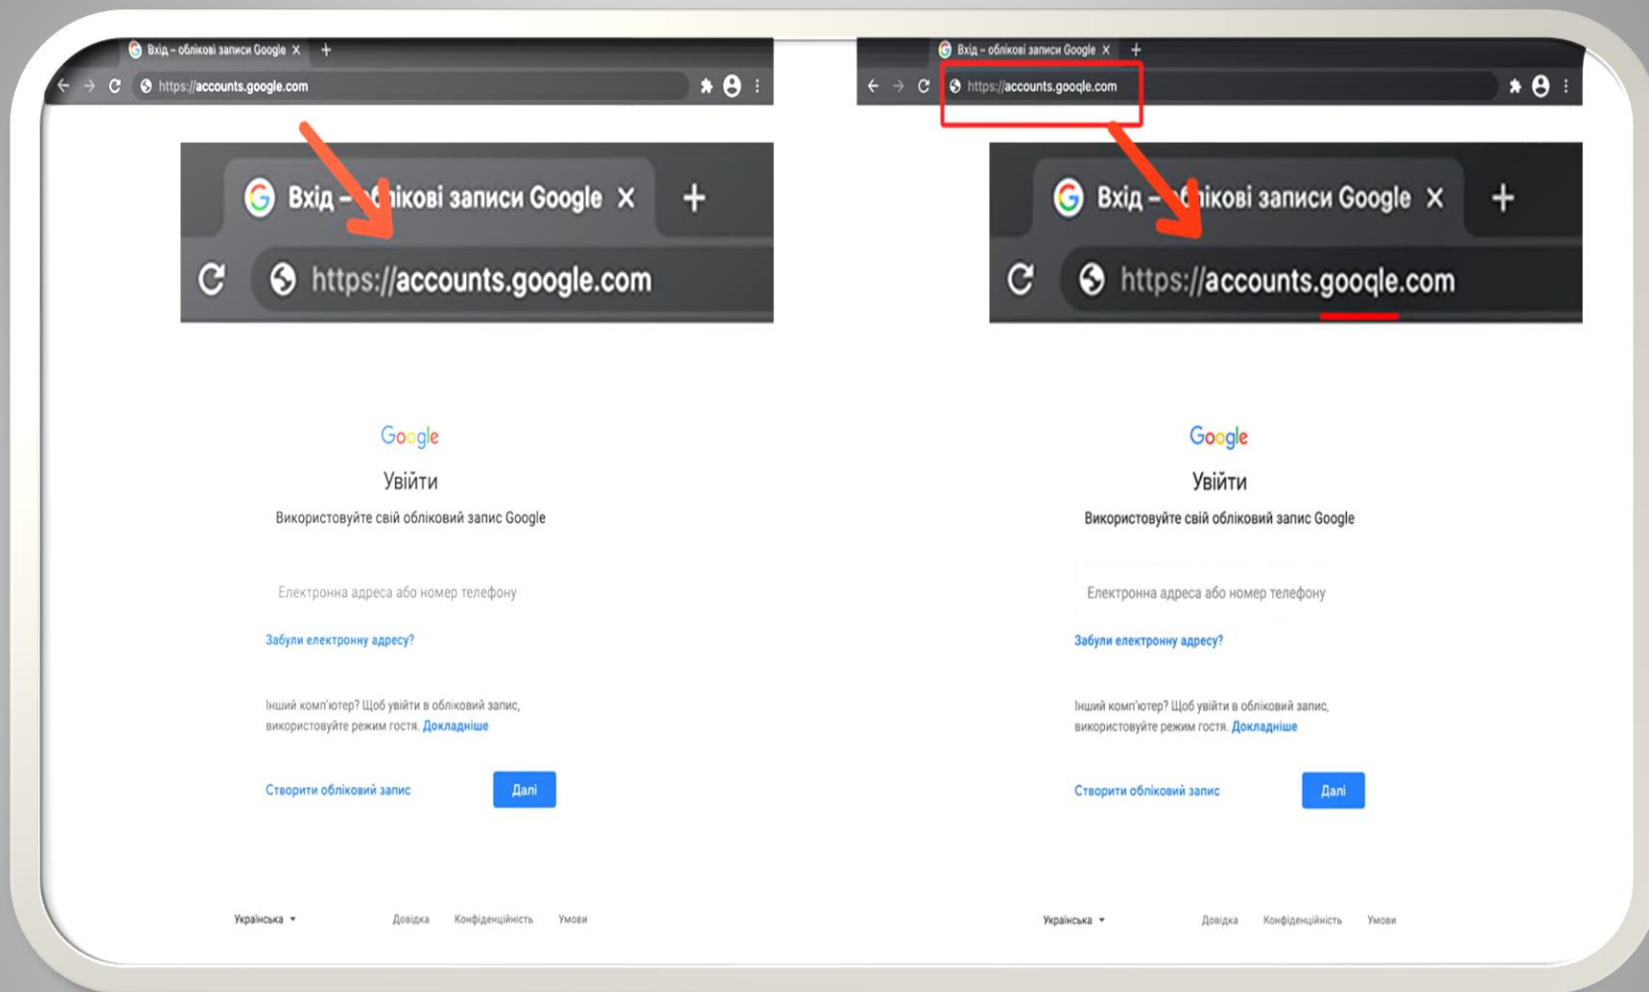 Вхід – облікові записи Google
https://accounts.google.com
Вхід – облікові записи Google
https://accounts.google.com
Google
Увійти
Використовуйте свій обліковий запис Google
Електронна адреса або номер телефону
Забули електронну адресу?
Інший комп'ютер? Щоб увійти в обліковий запис,
використовуйте режим гостя. Докладніше
Створити обліковий запис
Далі
Українська
Довідка Конфіденційність Умови
Вхід – облікові записи Google
https://accounts.gooqle.com
Вхід – облікові записи Google
https://accounts.gooqle.com
Google
Увійти
Використовуйте свій обліковий запис Google
Електронна адреса або номер телефону
Забули електронну адресу?
Інший комп'ютер? Щоб увійти в обліковий запис,
використовуйте режим гостя. Докладніше
Створити обліковий запис
Далі
Українська
Довідка Конфіденційність Умови